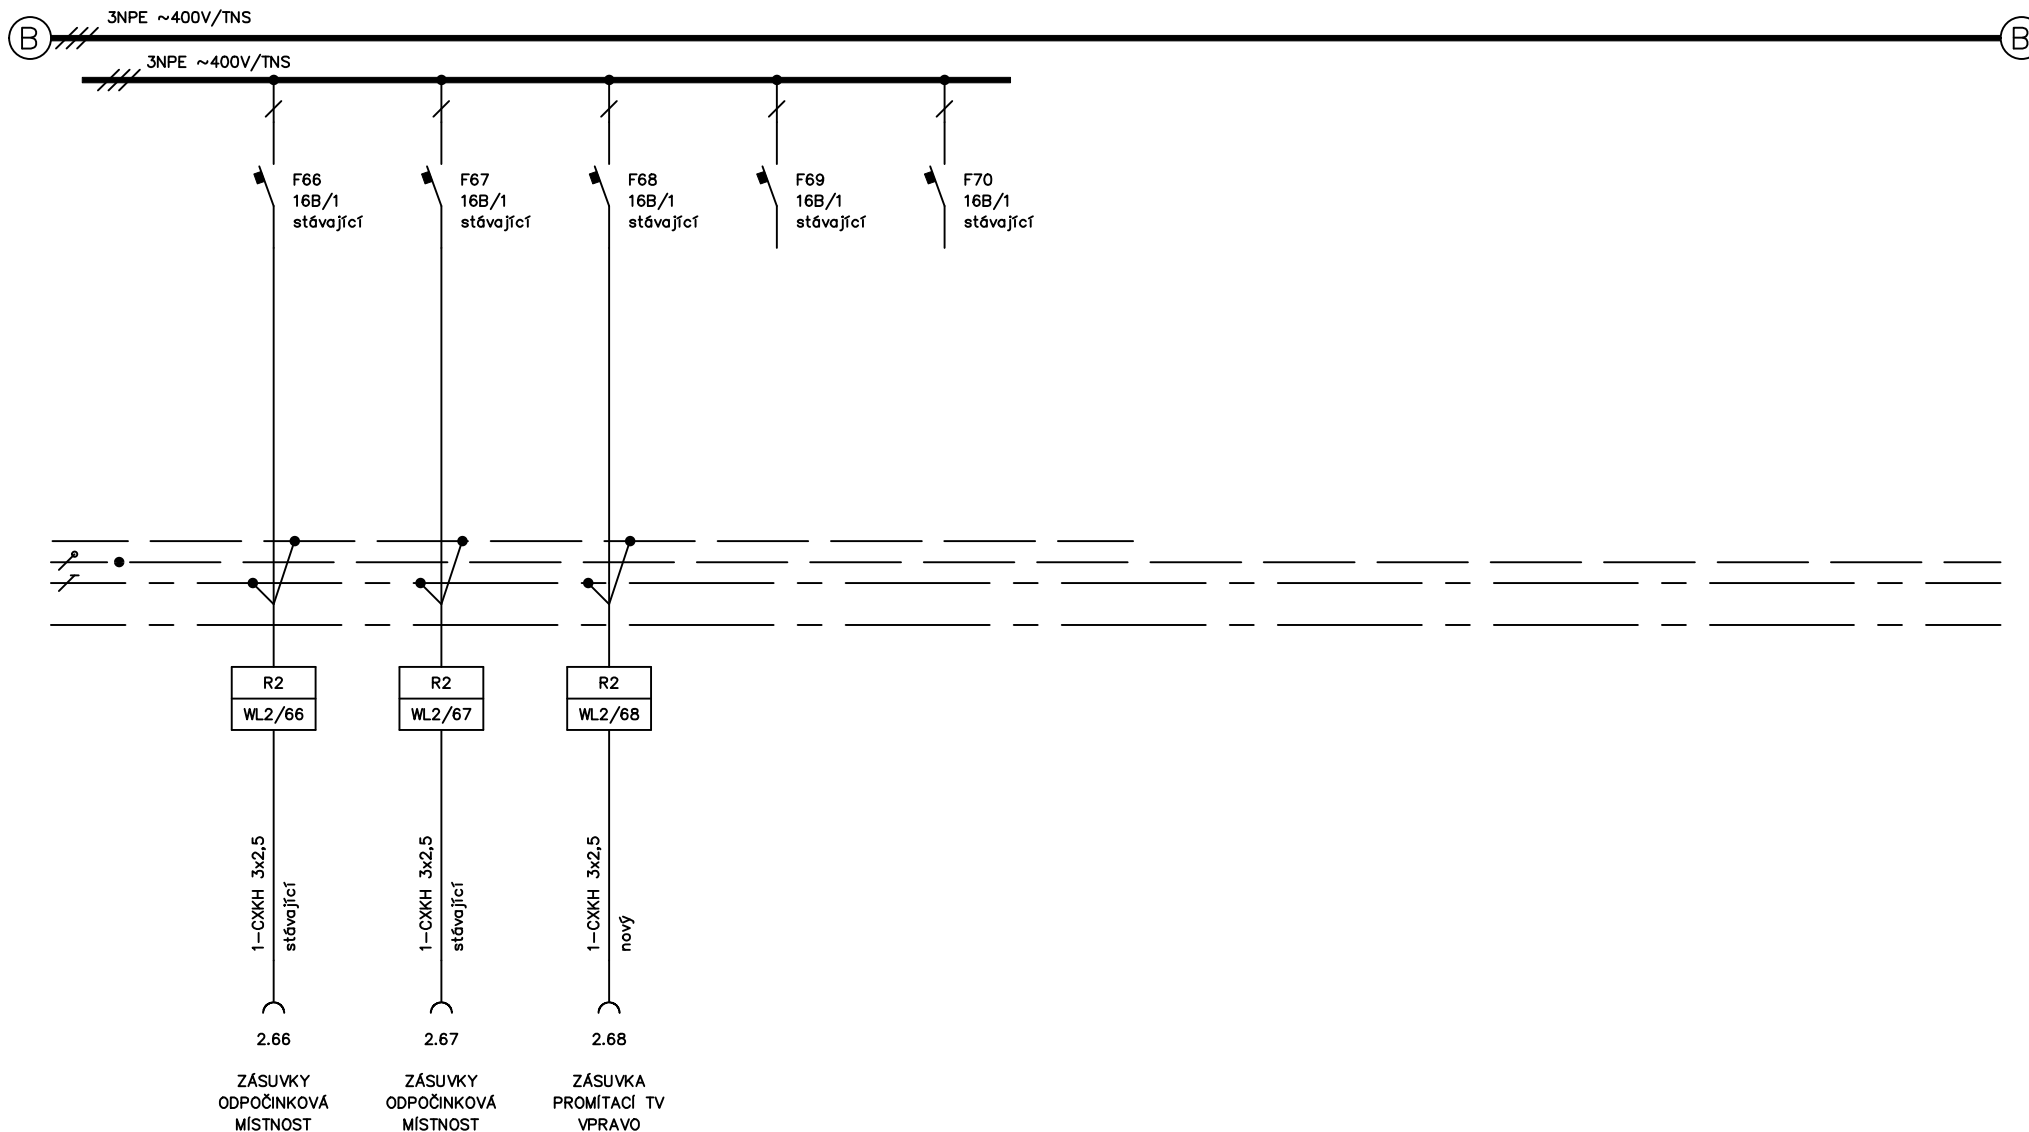 3NPE ~400V/TNS
B
B
3NPE ~400V/TNS
F66
16B/1
stávající
F67
16B/1
stávající
F68
16B/1
stávající
F69
16B/1
stávající
F70
16B/1
stávající
R2
WL2/66
R2
WL2/67
R2
WL2/68
1-CXKH 3x2,5
stávající
1-CXKH 3x2,5
stávající
1-CXKH 3x2,5
nový
2.66
ZÁSUVKY
ODPOČINKOVÁ
MÍSTNOST
2.67
ZÁSUVKY
ODPOČINKOVÁ
MÍSTNOST
2.68
ZÁSUVKA
PROMÍTACÍ TV
VPRAVO